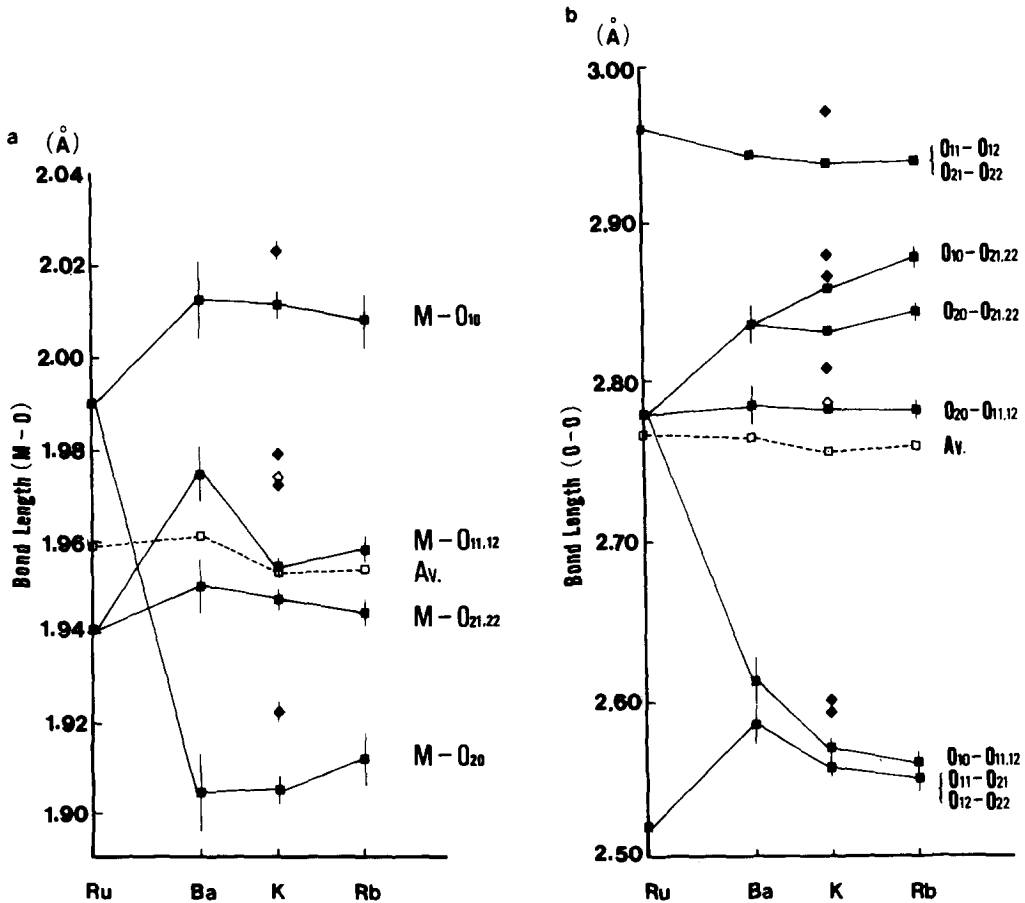 a (Å)
2.04
2.02
2.00
1.98
1.96
1.94
1.92
1.90
Bond Length (M-O)
M-O10
M-O11,12
Av.
M-O21,22
M-O20
Ru Ba K Rb
b (Å)
3.00
2.90
2.80
2.70
2.60
2.50
Bond Length (O-O)
O11-O12
O21-O22
O10-O21,22
O20-O21,22
O20-O11,12
Av.
O10-O11,12
O11-O21
O12-O22
Ru Ba K Rb